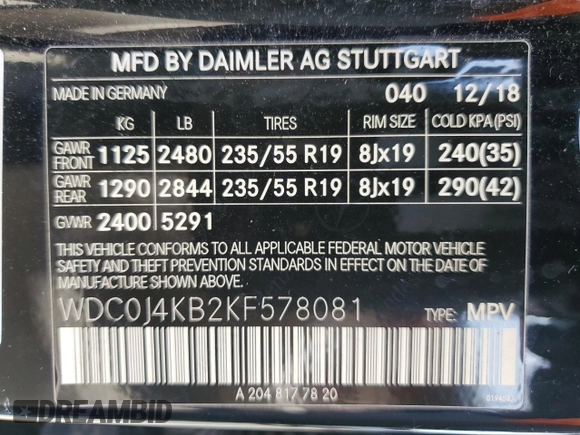 MFD BY DAIMLER AG STUTTGART
MADE IN GERMANY 040 12/18
KG LB TIRES RIM SIZE COLD KPA(PSI)
GAWR FRONT 1125 2480 235/55 R19 8Jx19 240(35)
GAWR REAR 1290 2844 235/55 R19 8Jx19 290(42)
GVWR 2400 5291
THIS VEHICLE CONFORMS TO ALL APPLICABLE FEDERAL MOTOR VEHICLE
SAFETY AND THEFT PREVENTION STANDARDS IN EFFECT ON THE DATE OF
MANUFACTURE SHOWN ABOVE.
WDC0J4KB2KF578081 TYPE: MPV
A 204 817 78 20
DREAMBID